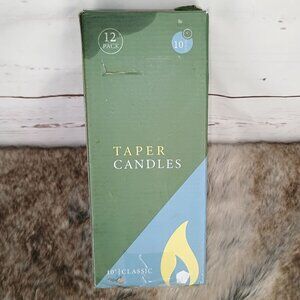 12
PACK
10"
TAPER
CANDLES
10" | CLASSIC